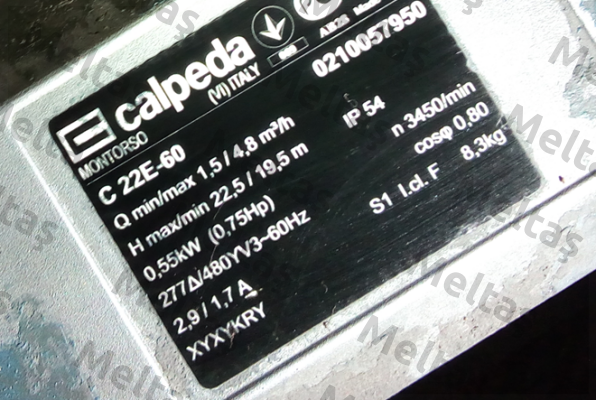 calpeda
MONTORSO (VI) ITALY
0210057950
C 22E-60
Q min/max 1,5 / 4,8 m³/h IP 54
H max/min 22,5 / 19,5 m n 3450/min
0,55kW (0,75Hp) cosφ 0,80
277Δ/480YV3~60Hz S1 I.cl. F 8,3kg
2,9 / 1,7 A
XYXYKRY
Meltaş